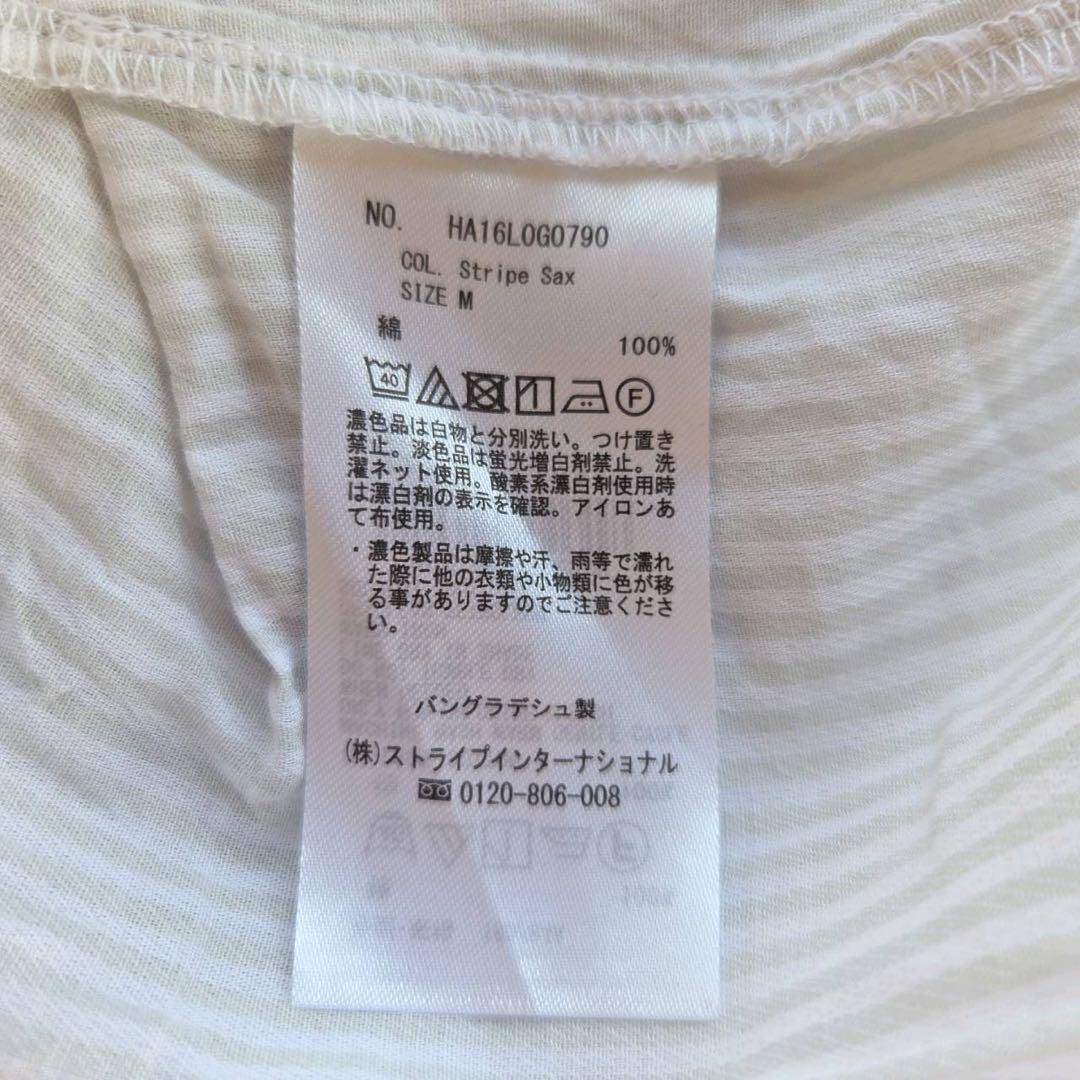 NO. HA16L0G0790
COL. Stripe Sax
SIZE M
綿 100%
40 F
濃色品は白物と分別洗い。つけ置き
禁止。淡色品は蛍光増白剤禁止。洗
濯ネット使用。酸素系漂白剤使用時
は漂白剤の表示を確認。アイロンあ
て布使用。
・濃色製品は摩擦や汗、雨等で濡れ
た際に他の衣類や小物類に色が移
る事がありますのでご注意くださ
い。
バングラデシュ製
(株)ストライプインターナショナル
0120-806-008